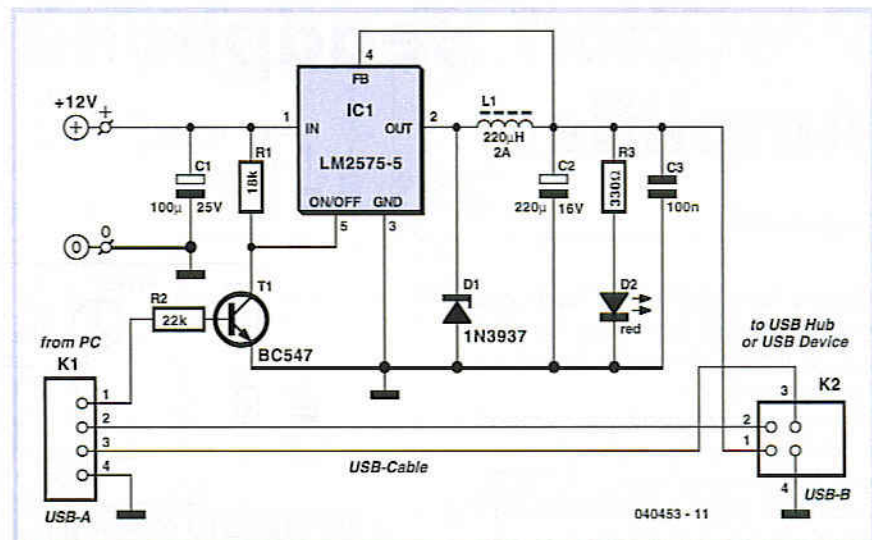 4
FB
+12V
+
1
IN
IC1
OUT
2
L1
220µH
2A
LM2575-5
R1
18k
C1
100µ
25V
ON/OFF
GND
5
3
C2
220µ
16V
R3
330Ω
C3
100n
0
0
R2
22k
T1
BC547
D1
1N3937
D2
red
from PC
K1
1
2
3
4
USB-A
USB-Cable
to USB Hub
or USB Device
3
K2
2
1
4
USB-B
040453 - 11